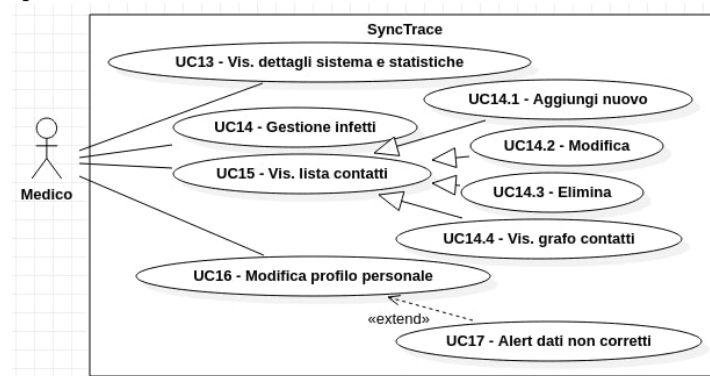 SyncTrace
UC13 - Vis. dettagli sistema e statistiche
UC14.1 - Aggiungi nuovo
UC14 - Gestione infetti
UC14.2 - Modifica
UC15 - Vis. lista contatti
UC14.3 - Elimina
Medico
UC14.4 - Vis. grafo contatti
UC16 - Modifica profilo personale
«extend»
UC17 - Alert dati non corretti